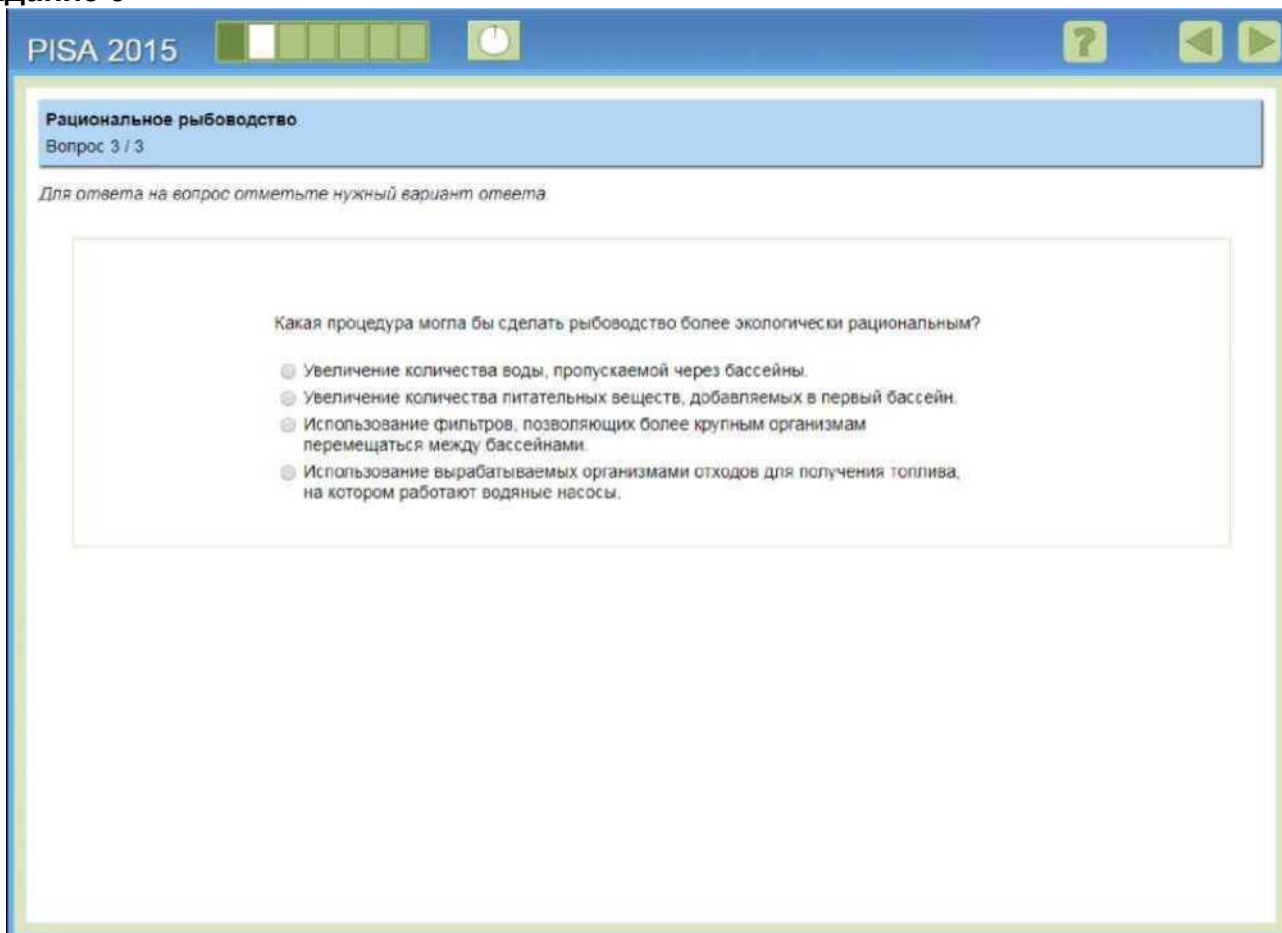 PISA 2015
?
Рациональное рыбоводство
Вопрос 3 / 3
Для ответа на вопрос отметьте нужный вариант ответа.
Какая процедура могла бы сделать рыбоводство более экологически рациональным?
Увеличение количества воды, пропускаемой через бассейны.
Увеличение количества питательных веществ, добавляемых в первый бассейн.
Использование фильтров, позволяющих более крупным организмам
перемещаться между бассейнами.
Использование вырабатываемых организмами отходов для получения топлива,
на котором работают водяные насосы.